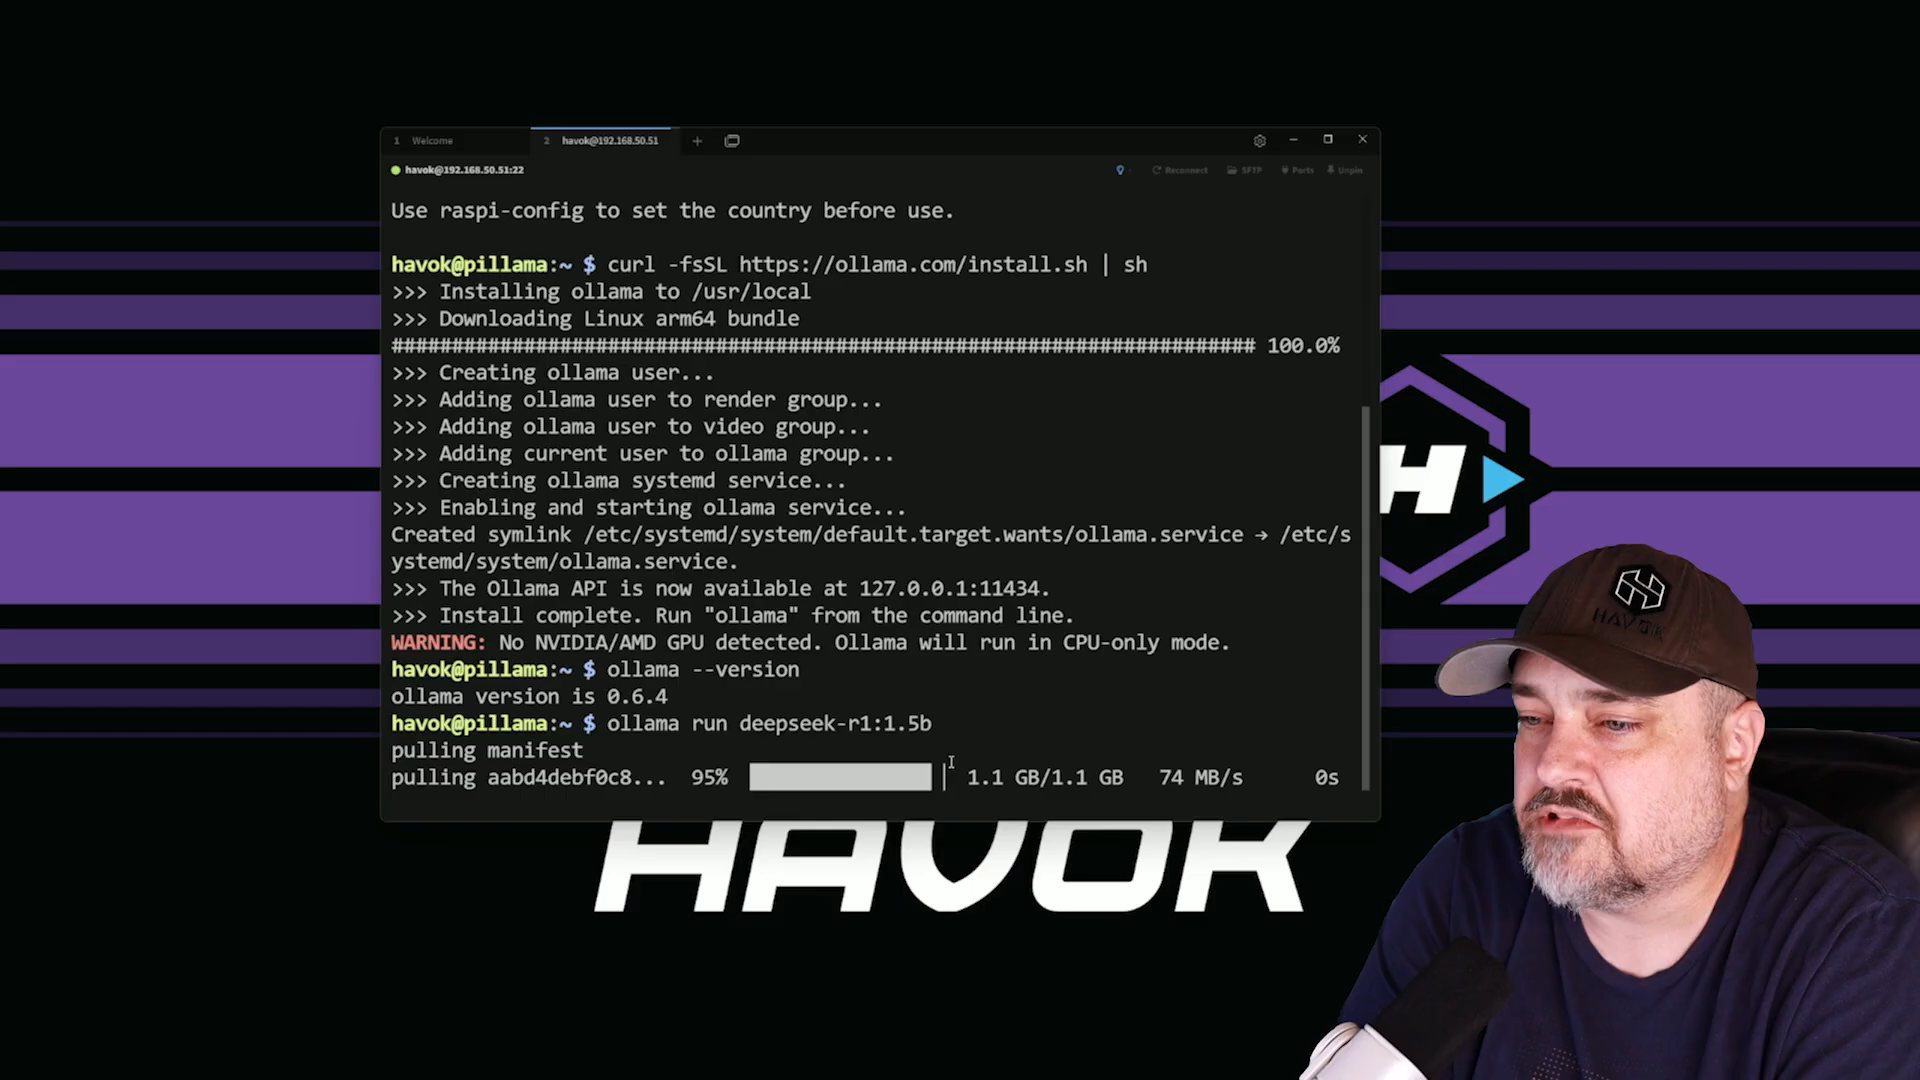 1 Welcome 2 havok@192.168.50.51
havok@192.168.50.51:22 Reconnect SFTP Ports Unpin
Use raspi-config to set the country before use.
havok@pillama:~ $ curl -fsSL https://ollama.com/install.sh | sh
>>> Installing ollama to /usr/local
>>> Downloading Linux arm64 bundle
######################################################################## 100.0%
>>> Creating ollama user...
>>> Adding ollama user to render group...
>>> Adding ollama user to video group...
>>> Adding current user to ollama group...
>>> Creating ollama systemd service...
>>> Enabling and starting ollama service...
Created symlink /etc/systemd/system/default.target.wants/ollama.service → /etc/s
ystemd/system/ollama.service.
>>> The Ollama API is now available at 127.0.0.1:11434.
>>> Install complete. Run "ollama" from the command line.
WARNING: No NVIDIA/AMD GPU detected. Ollama will run in CPU-only mode.
havok@pillama:~ $ ollama --version
ollama version is 0.6.4
havok@pillama:~ $ ollama run deepseek-r1:1.5b
pulling manifest
pulling aabd4debf0c8... 95% 1.1 GB/1.1 GB 74 MB/s 0s
H
HAVOK
HAVOK